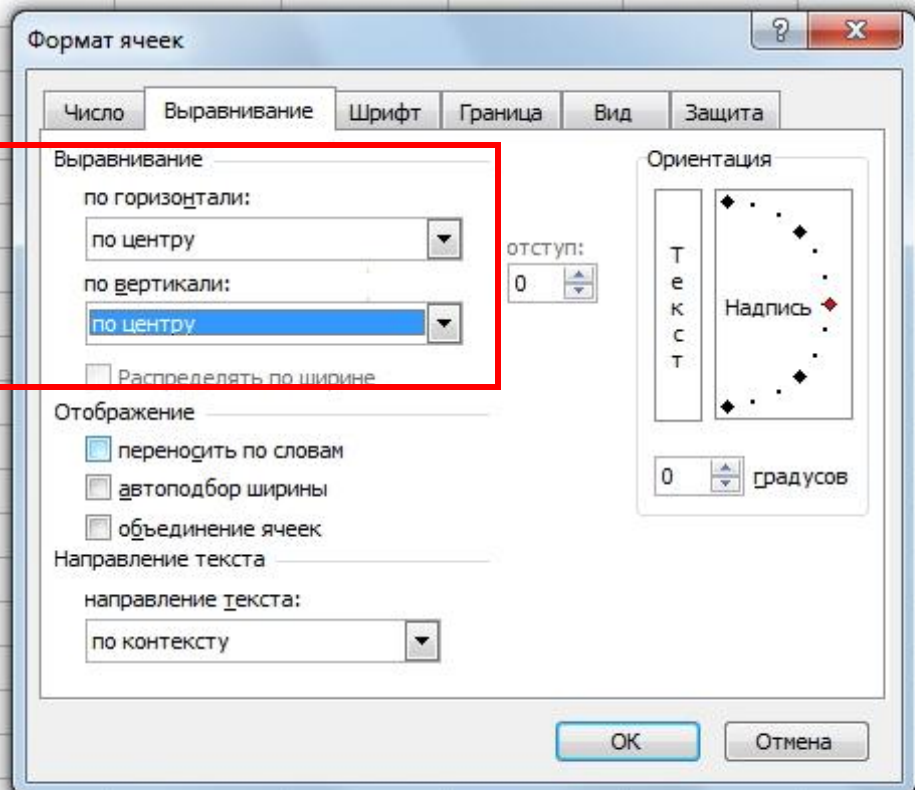 Формат ячеек
Число Выравнивание Шрифт Граница Вид Защита
Выравнивание
по горизонтали:
по центру
отступ:
0
по вертикали:
по центру
Распределять по ширине
Отображение
переносить по словам
автоподбор ширины
объединение ячеек
Направление текста
направление текста:
по контексту
Ориентация
Текст
Надпись
0 градусов
ОК Отмена